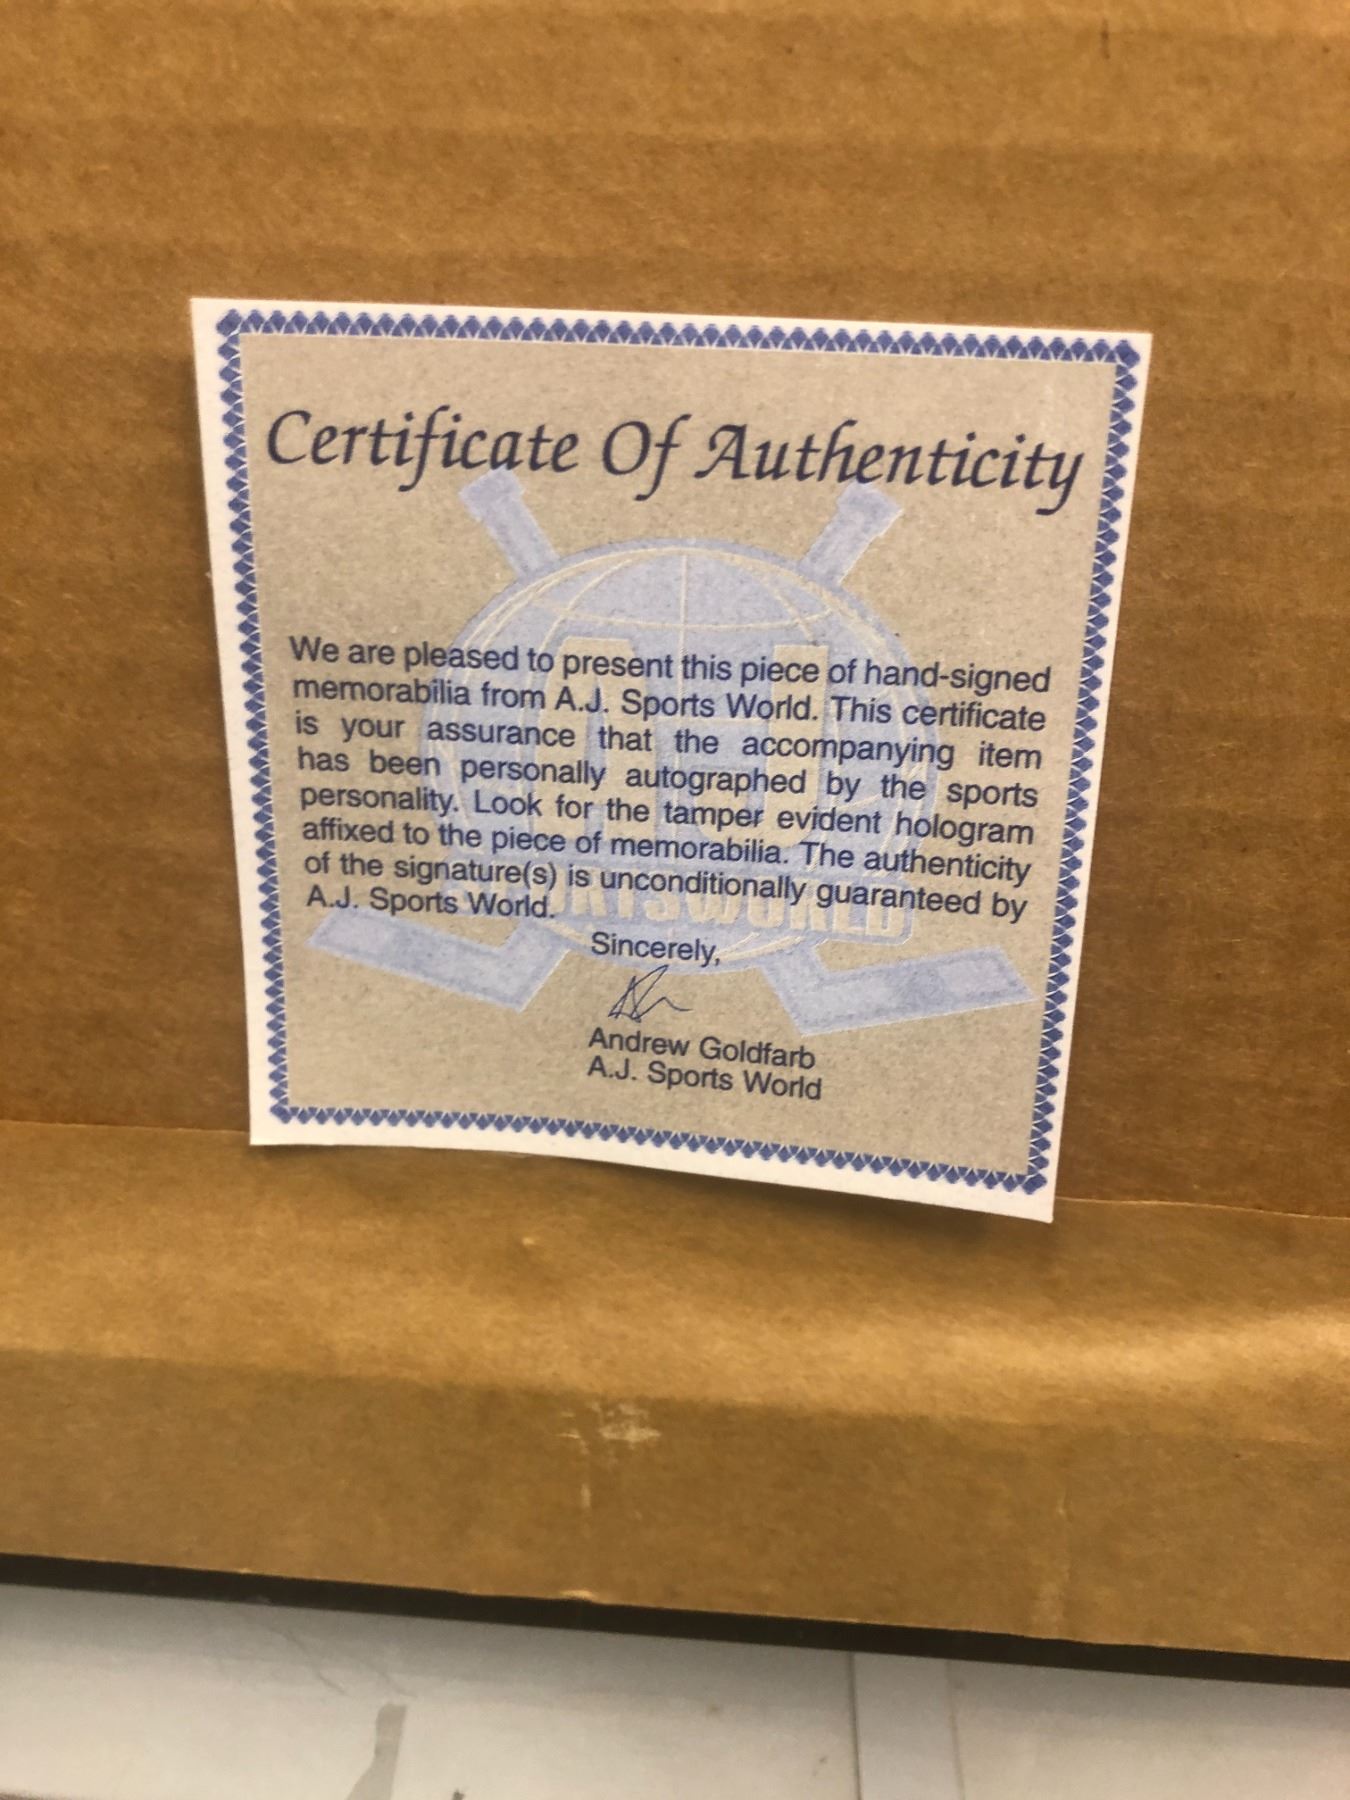 Certificate Of Authenticity
We are pleased to present this piece of hand-signed
memorabilia from A.J. Sports World. This certificate
is your assurance that the accompanying item
has been personally autographed by the sports
personality. Look for the tamper evident hologram
affixed to the piece of memorabilia. The authenticity
of the signature(s) is unconditionally guaranteed by
A.J. Sports World.
AJ
SPORTSWORLD
Sincerely,
Andrew Goldfarb
A.J. Sports World